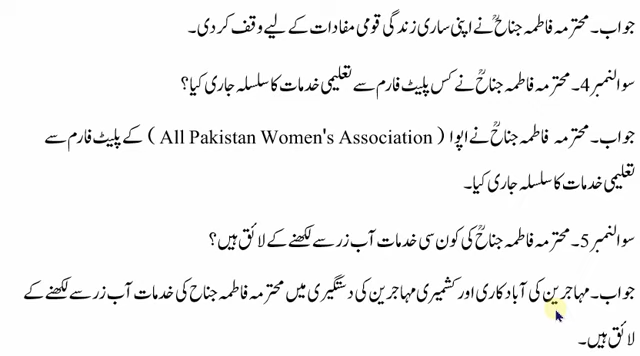 جواب۔ محترمہ فاطمہ جناحؒ نے اپنی ساری زندگی قومی مفادات کے لیے وقف کر دی۔
سوالنمبر 4۔ محترمہ فاطمہ جناحؒ نے کس پلیٹ فارم سے تعلیمی خدمات کا سلسلہ جاری کیا؟
جواب۔ محترمہ فاطمہ جناحؒ نے اپوا ( All Pakistan Women's Association ) کے پلیٹ فارم سے
تعلیمی خدمات کا سلسلہ جاری کیا۔
سوالنمبر 5۔ محترمہ فاطمہ جناحؒ کی کون سی خدمات آب زر سے لکھنے کے لائق ہیں؟
جواب۔ مہاجرین کی آباد کاری اور کشمیری مہاجرین کی دستگیری میں محترمہ فاطمہ جناح کی خدمات آب زر سے لکھنے کے
لائق ہیں۔